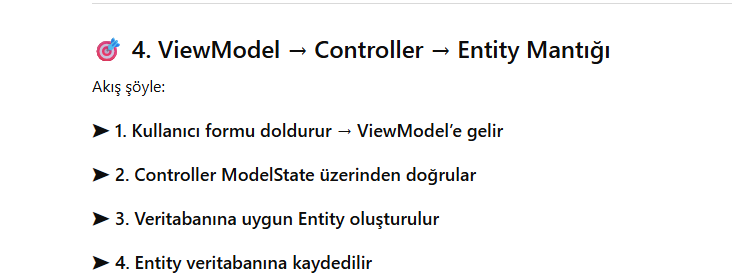 🎯 4. ViewModel → Controller → Entity Mantığı
Akış şöyle:
➤ 1. Kullanıcı formu doldurur → ViewModel’e gelir
➤ 2. Controller ModelState üzerinden doğrular
➤ 3. Veritabanına uygun Entity oluşturulur
➤ 4. Entity veritabanına kaydedilir